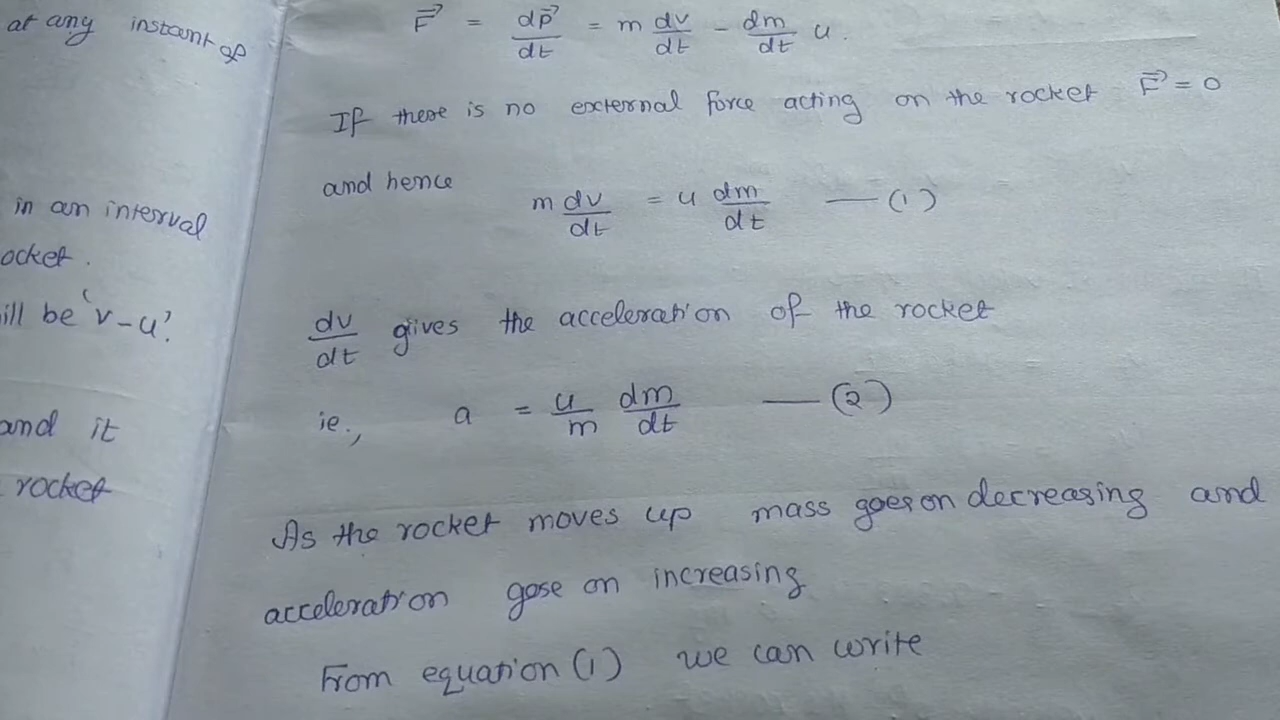 at any instant of
in an interval
ocket.
ill be 'v-u'.
and it
rocket
F⃗ = dp⃗/dt = m dv/dt - dm/dt u.
If there is no external force acting on the rocket F⃗ = 0
and hence
m dv/dt = u dm/dt — (1)
dv/dt gives the acceleration of the rocket
ie., a = u/m dm/dt — (2)
As the rocket moves up mass goes on decreasing and
acceleration gose on increasing
From equation (1) we can write